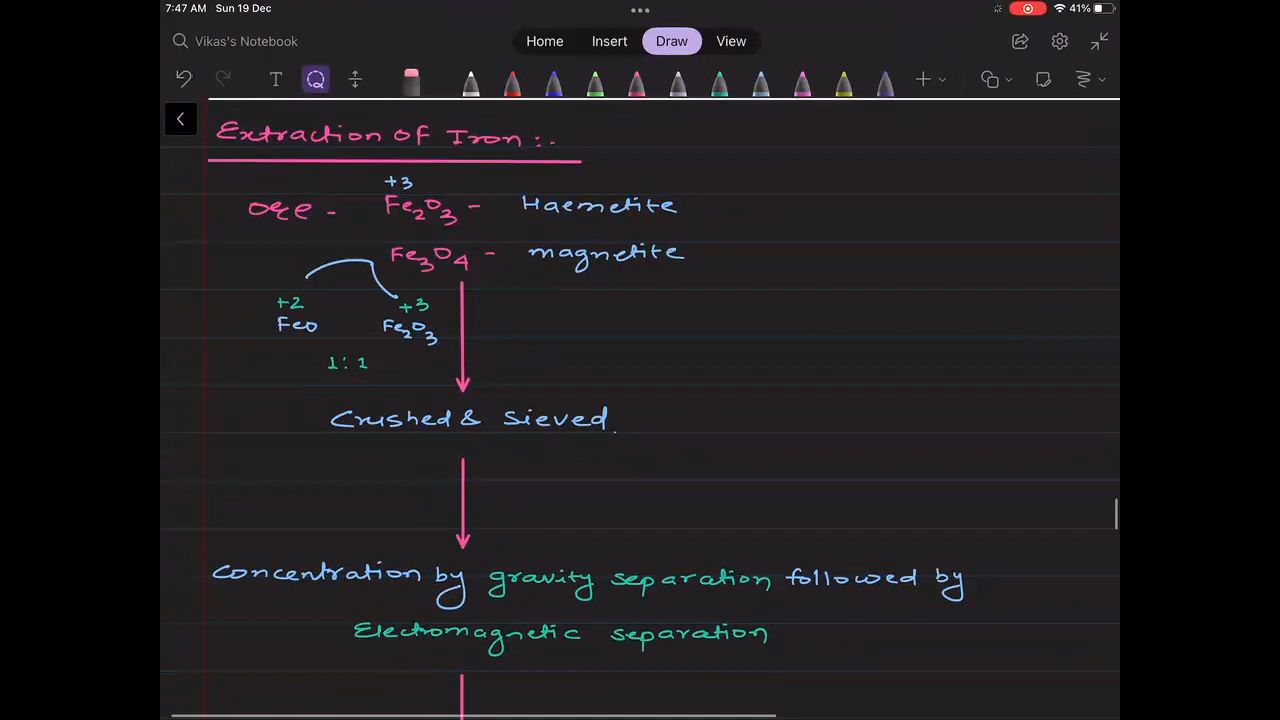 7:47 AM Sun 19 Dec
41%
Vikas's Notebook
Home Insert Draw View
Extraction of Iron :-
+3
Ore - Fe2O3 - Haemetite
Fe3O4 - magnetite
+2 +3
FeO Fe2O3
1:1
Crushed & Sieved.
Concentration by gravity separation followed by
Electromagnetic separation